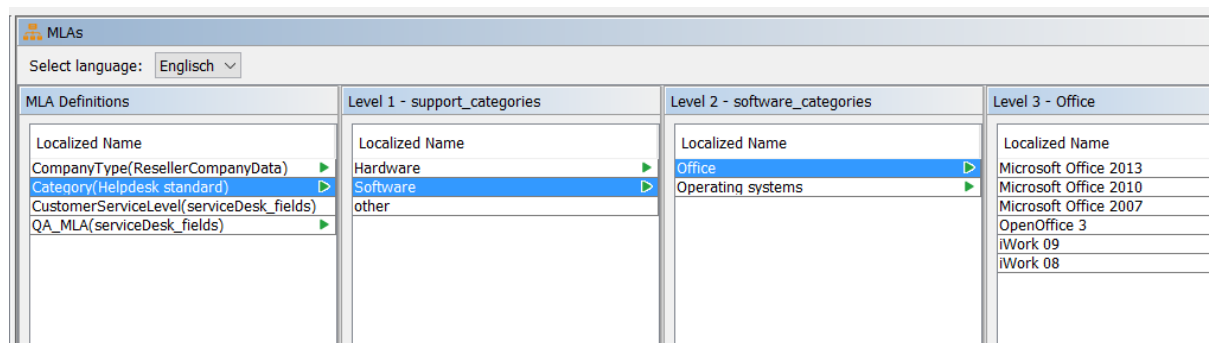 MLAs
Select language: Englisch
MLA Definitions
Localized Name
CompanyType(ResellerCompanyData)
Category(Helpdesk standard)
CustomerServiceLevel(serviceDesk_fields)
QA_MLA(serviceDesk_fields)
Level 1 - support_categories
Localized Name
Hardware
Software
other
Level 2 - software_categories
Localized Name
Office
Operating systems
Level 3 - Office
Localized Name
Microsoft Office 2013
Microsoft Office 2010
Microsoft Office 2007
OpenOffice 3
iWork 09
iWork 08